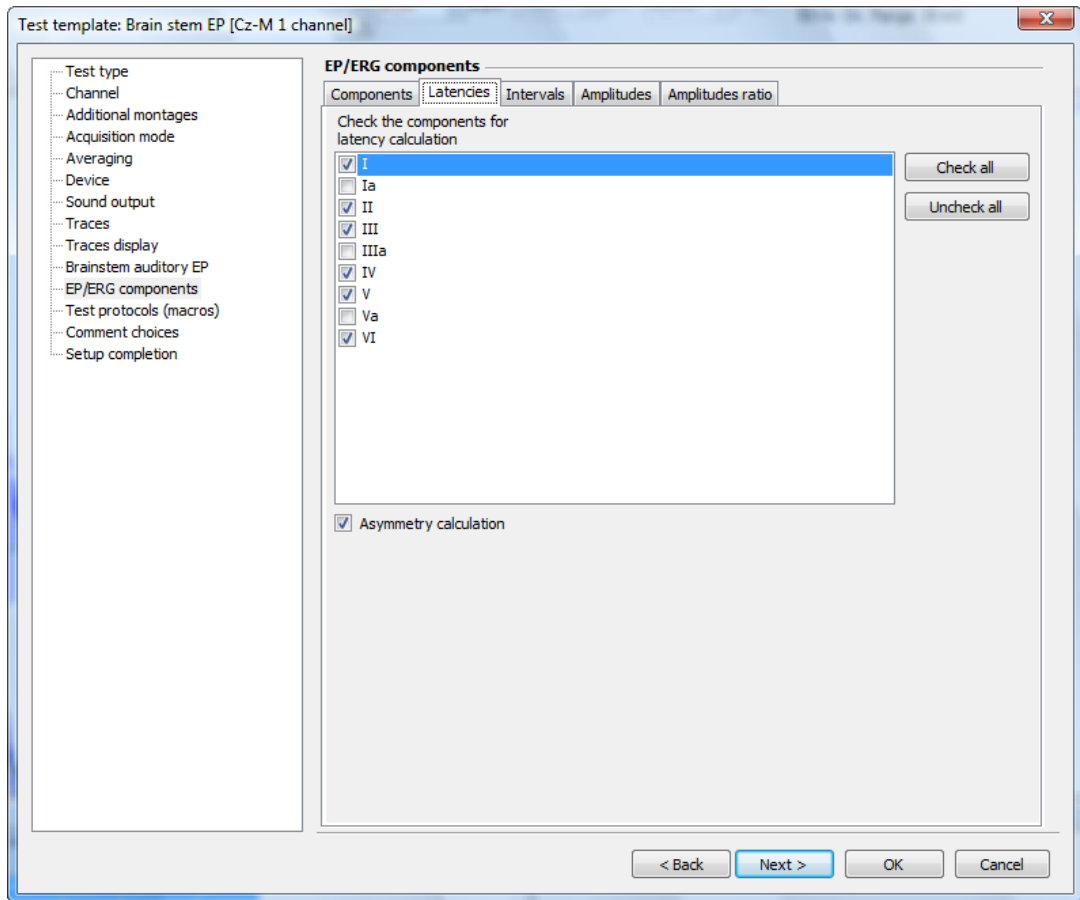 Test template: Brain stem EP [Cz-M 1 channel]
Test type
Channel
Additional montages
Acquisition mode
Averaging
Device
Sound output
Traces
Traces display
Brainstem auditory EP
EP/ERG components
Test protocols (macros)
Comment choices
Setup completion
EP/ERG components
Components Latencies Intervals Amplitudes Amplitudes ratio
Check the components for
latency calculation
I
Ia
II
III
IIIa
IV
V
Va
VI
Check all
Uncheck all
Asymmetry calculation
< Back Next > OK Cancel